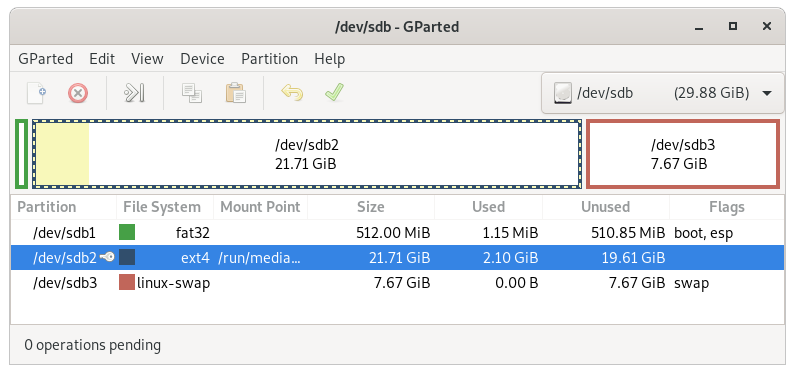 /dev/sdb - GParted
GParted Edit View Device Partition Help
/dev/sdb (29.88 GiB)
/dev/sdb2
21.71 GiB
/dev/sdb3
7.67 GiB
Partition File System Mount Point Size Used Unused Flags
/dev/sdb1 fat32 512.00 MiB 1.15 MiB 510.85 MiB boot, esp
/dev/sdb2 ext4 /run/media... 21.71 GiB 2.10 GiB 19.61 GiB
/dev/sdb3 linux-swap 7.67 GiB 0.00 B 7.67 GiB swap
0 operations pending